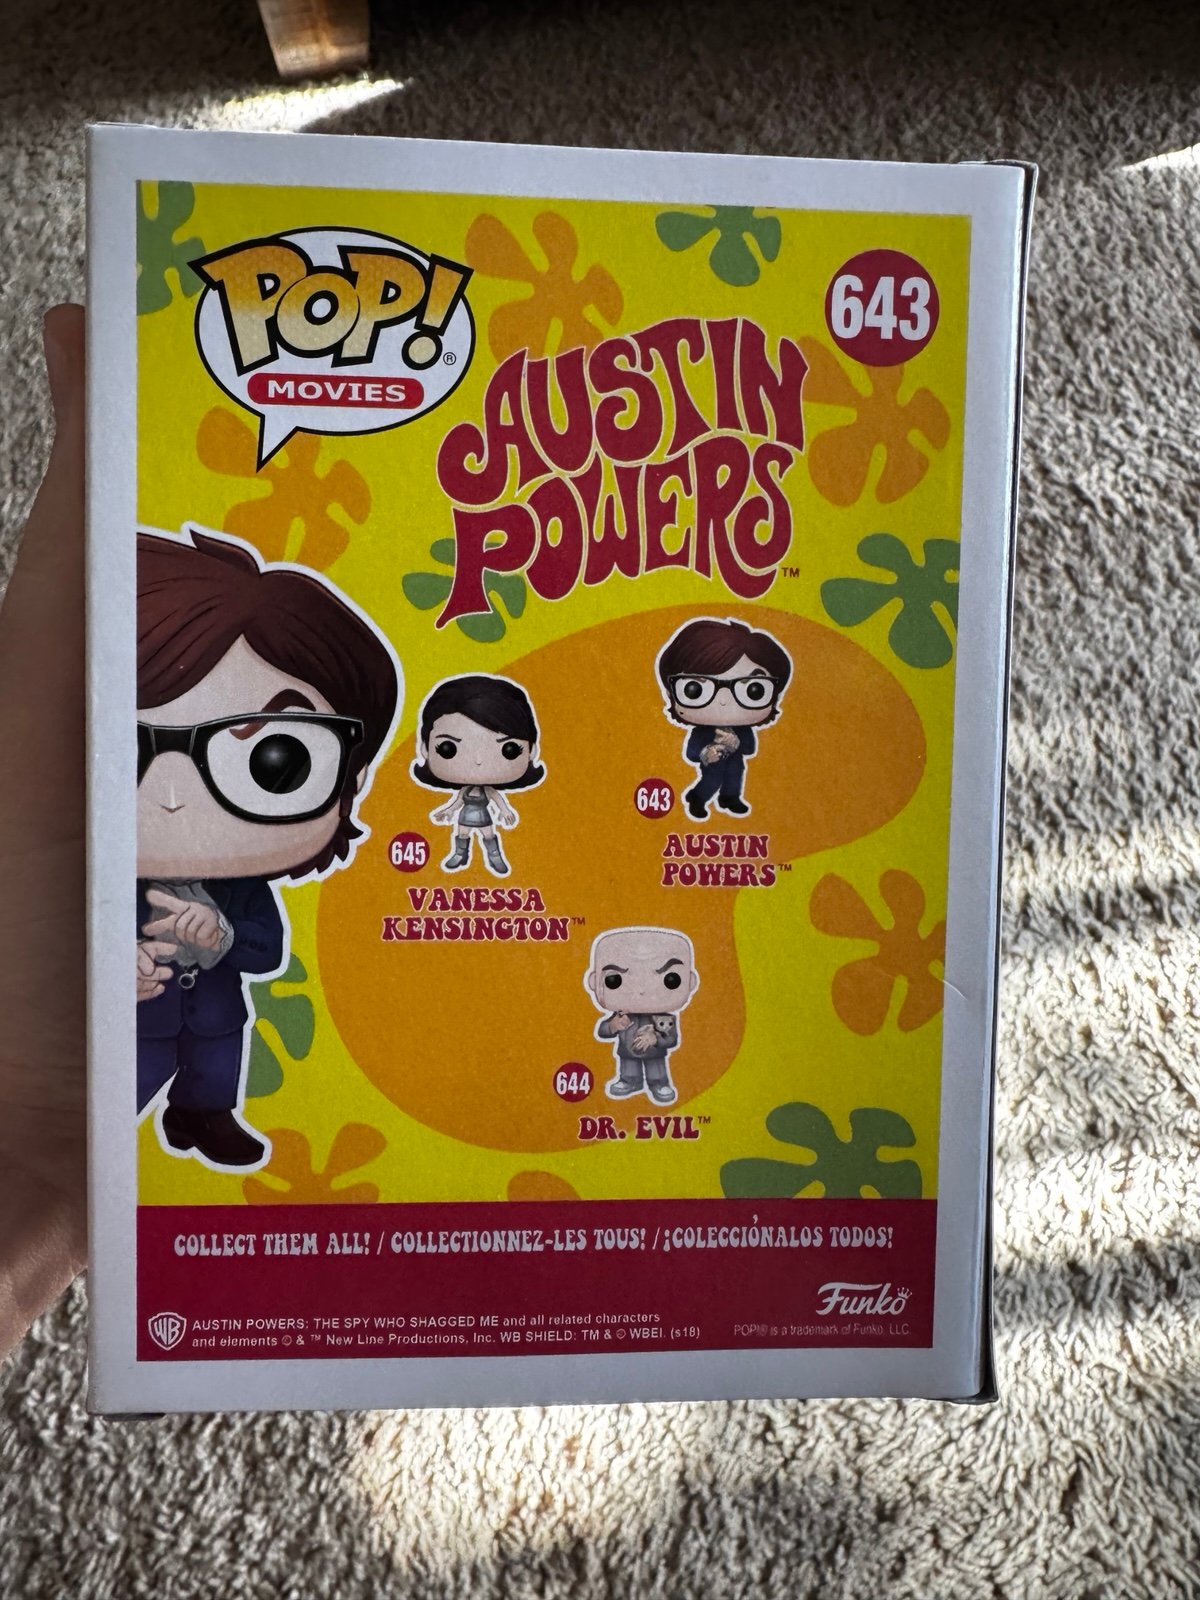 POP!®
MOVIES
643
AUSTIN
POWERS™
643
AUSTIN
POWERS™
645
VANESSA
KENSINGTON™
644
DR. EVIL™
COLLECT THEM ALL! / COLLECTIONNEZ-LES TOUS! / ¡COLECCIÓNALOS TODOS!
Funko
WB
AUSTIN POWERS: THE SPY WHO SHAGGED ME and all related characters
and elements © & ™ New Line Productions, Inc. WB SHIELD: TM & © WBEI. (s18)
POP!® is a trademark of Funko, LLC.